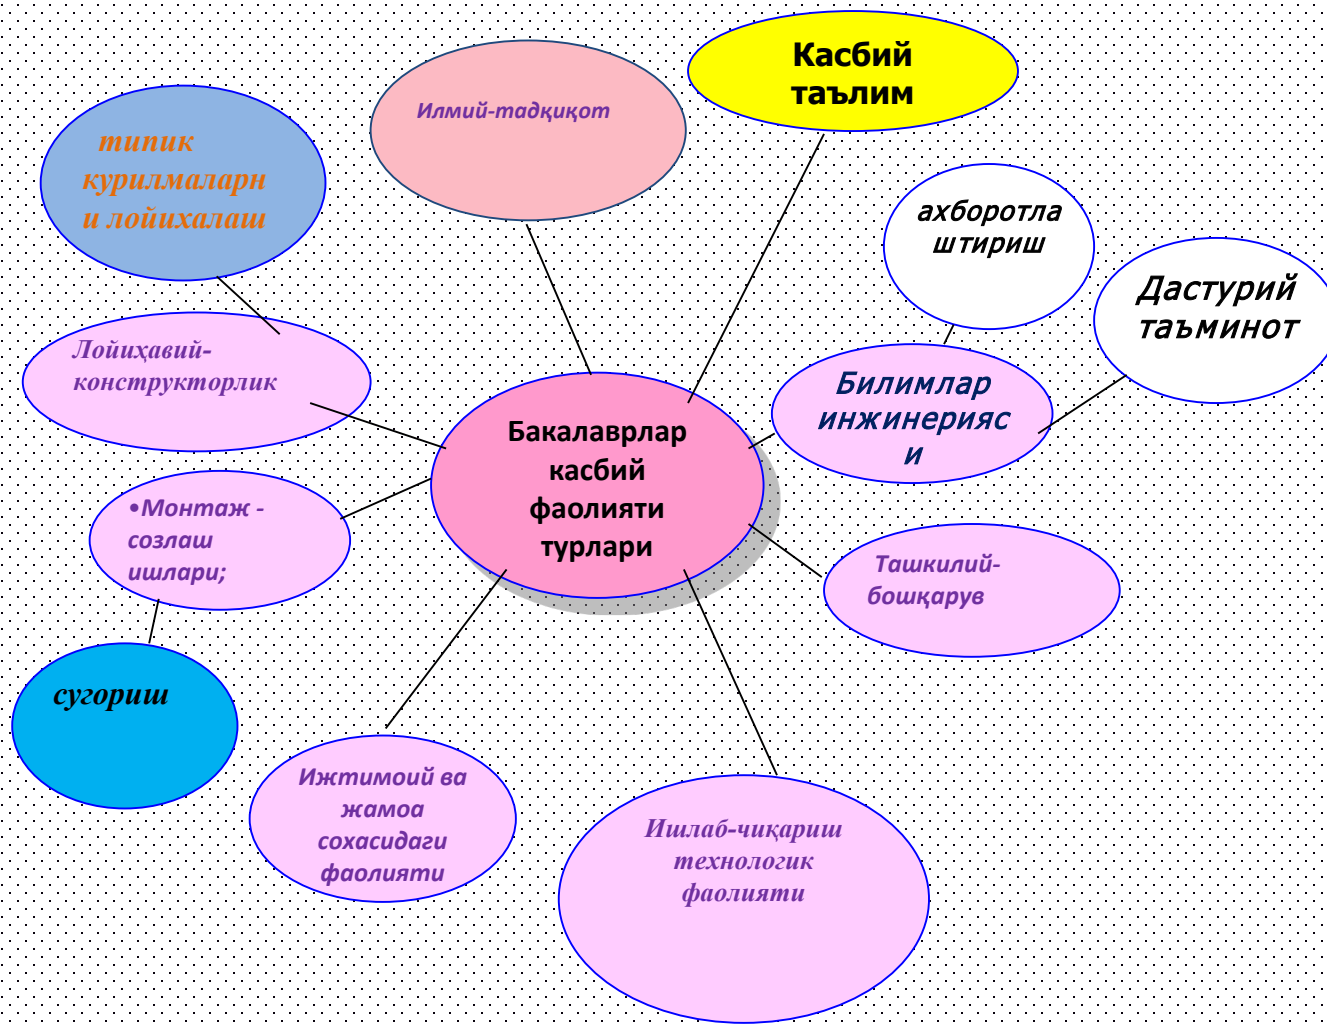 Касбий
таълим
Илмий-тадқиқот
типик
курилмаларн
и лойихалаш
ахборотла
штириш
Дастурий
таъминот
Лойиҳавий-
конструкторлик
Билимлар
инжинерияс
и
Бакалаврлар
касбий
фаолияти
турлари
•Монтаж -
созлаш
ишлари;
Ташкилий-
бошқарув
сугориш
Ижтимоий ва
жамоа
сохасидаги
фаолияти
Ишлаб-чиқариш
технологик
фаолияти